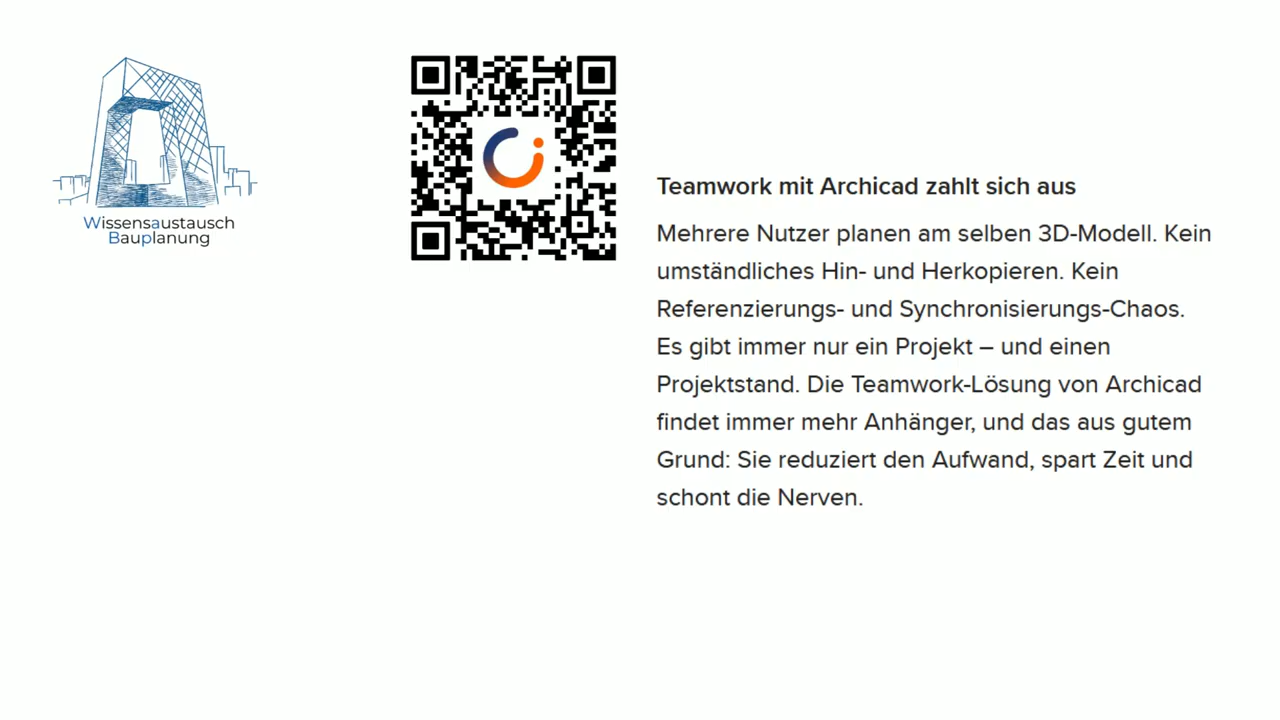 Wissensaustausch
Bauplanung
Teamwork mit Archicad zahlt sich aus
Mehrere Nutzer planen am selben 3D-Modell. Kein
umständliches Hin- und Herkopieren. Kein
Referenzierungs- und Synchronisierungs-Chaos.
Es gibt immer nur ein Projekt – und einen
Projektstand. Die Teamwork-Lösung von Archicad
findet immer mehr Anhänger, und das aus gutem
Grund: Sie reduziert den Aufwand, spart Zeit und
schont die Nerven.